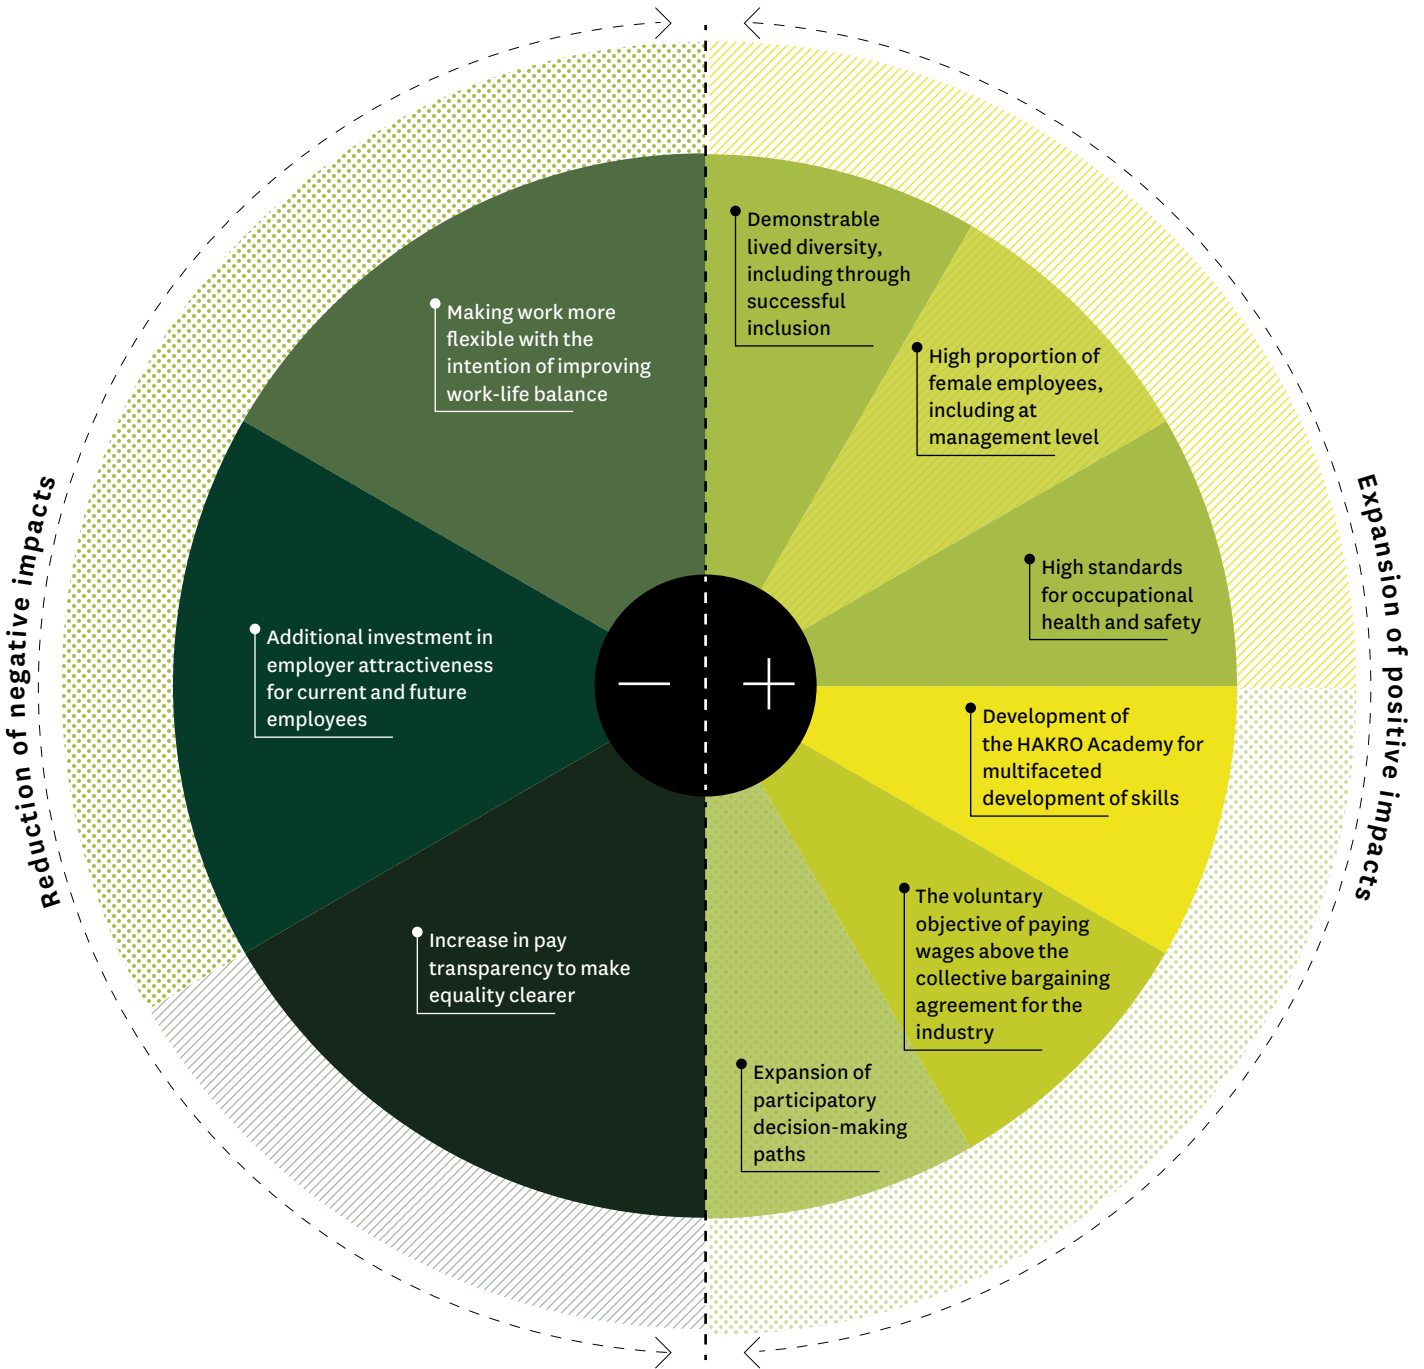 Reduction of negative impacts
Making work more
flexible with the
intention of improving
work-life balance
Additional investment in
employer attractiveness
for current and future
employees
Increase in pay
transparency to make
equality clearer
Demonstrable
lived diversity,
including through
successful
inclusion
High proportion of
female employees,
including at
management level
High standards
for occupational
health and safety
Development of
the HAKRO Academy for
multifaceted
development of skills
The voluntary
objective of paying
wages above the
collective bargaining
agreement for the
industry
Expansion of
participatory
decision-making
paths
Expansion of positive impacts